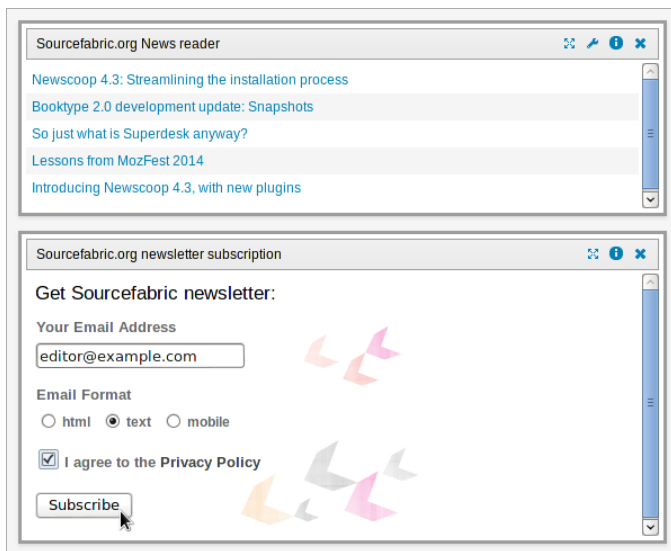 Sourcefabric.org News reader
Newscoop 4.3: Streamlining the installation process
Booktype 2.0 development update: Snapshots
So just what is Superdesk anyway?
Lessons from MozFest 2014
Introducing Newscoop 4.3, with new plugins
Sourcefabric.org newsletter subscription
Get Sourcefabric newsletter:
Your Email Address
editor@example.com
Email Format
html text mobile
I agree to the Privacy Policy
Subscribe